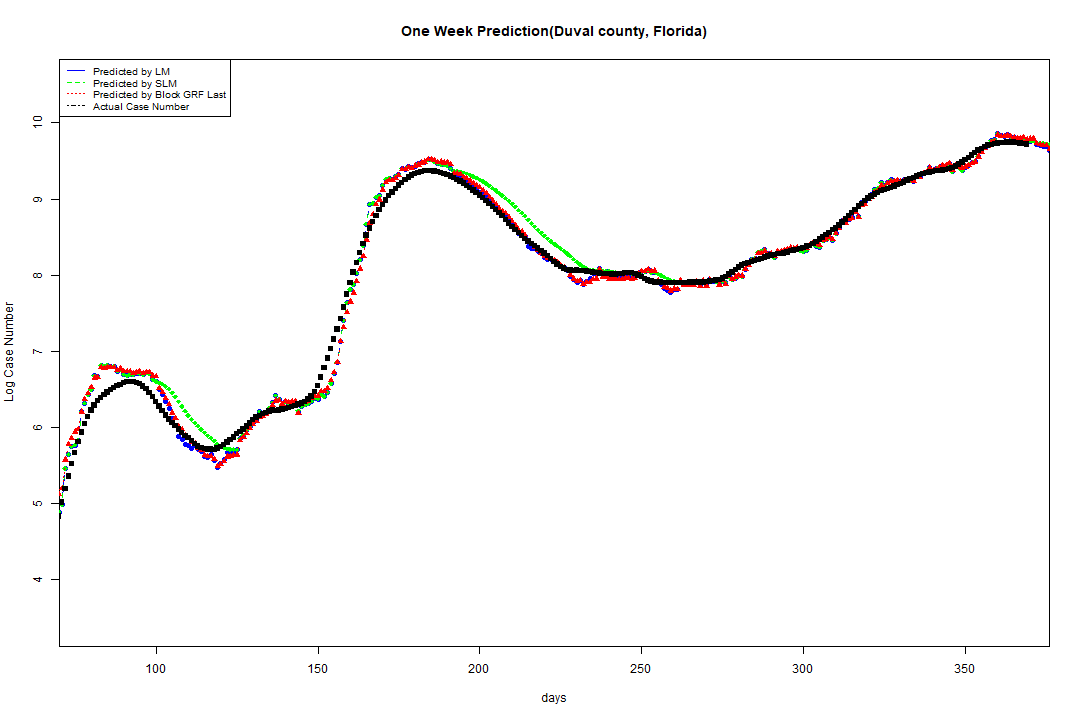 One Week Prediction(Duval county, Florida)
Predicted by LM
Predicted by SLM
Predicted by Block GRF Last
Actual Case Number
10
9
8
7
6
5
4
Log Case Number
100 150 200 250 300 350
days